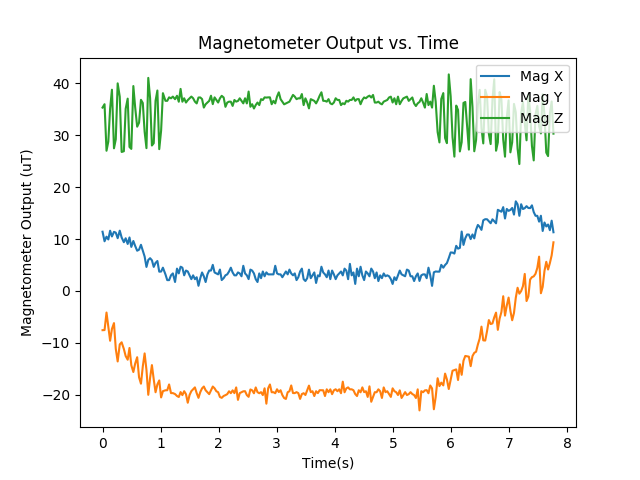 Magnetometer Output vs. Time
Mag X
Mag Y
Mag Z
Magnetometer Output (uT)
40
30
20
10
0
−10
−20
0 1 2 3 4 5 6 7 8
Time(s)